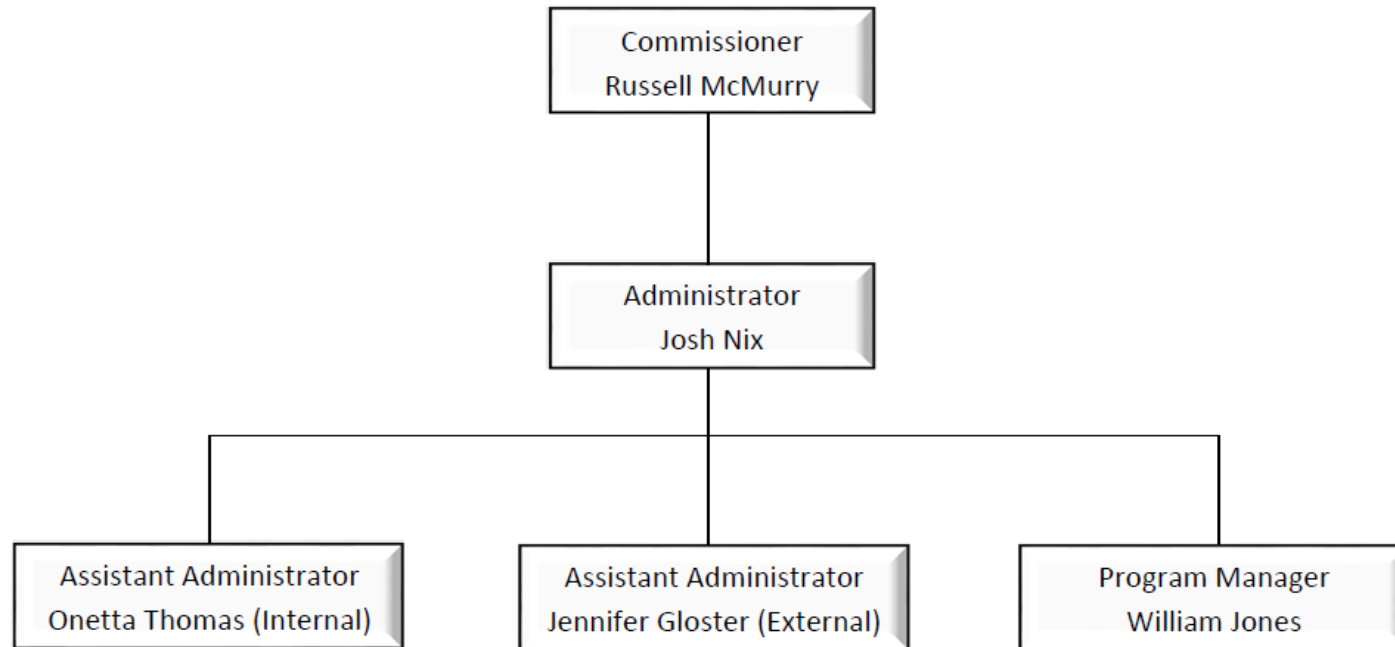 Commissioner
Russell McMurry
Administrator
Josh Nix
Assistant Administrator
Onetta Thomas (Internal)
Assistant Administrator
Jennifer Gloster (External)
Program Manager
William Jones